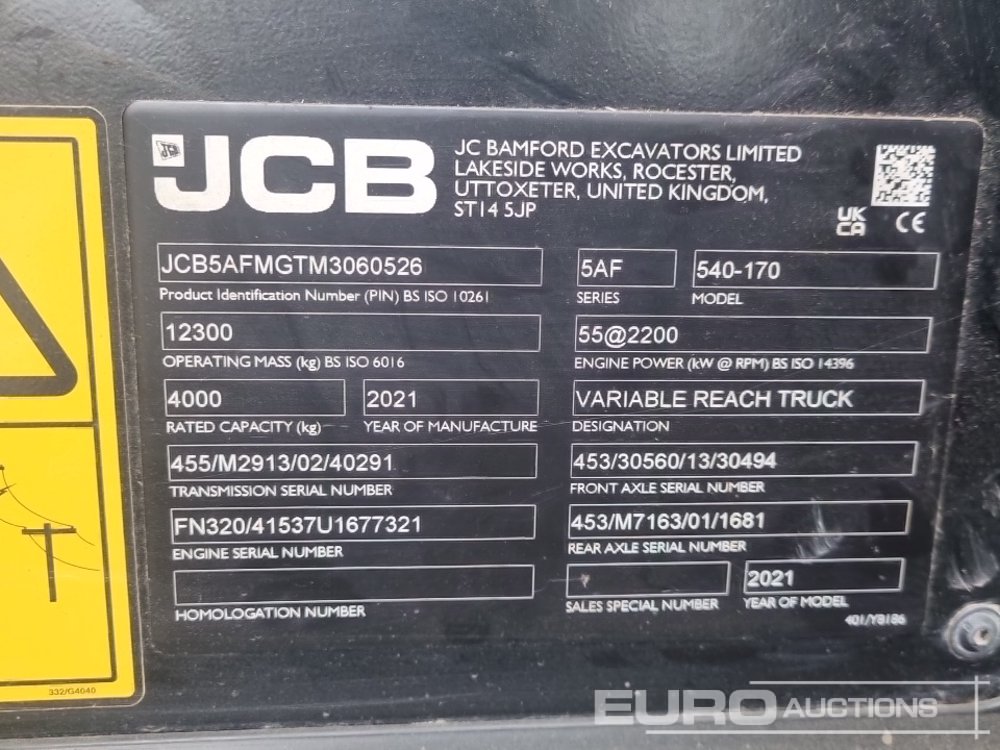 JCB
JC BAMFORD EXCAVATORS LIMITED
LAKESIDE WORKS, ROCESTER,
UTTOXETER, UNITED KINGDOM,
ST14 5JP
UK
CA
CE
JCB5AFMGTM3060526
Product Identification Number (PIN) BS ISO 10261
5AF
SERIES
540-170
MODEL
12300
OPERATING MASS (kg) BS ISO 6016
55@2200
ENGINE POWER (kW @ RPM) BS ISO 14396
4000
RATED CAPACITY (kg)
2021
YEAR OF MANUFACTURE
VARIABLE REACH TRUCK
DESIGNATION
455/M2913/02/40291
TRANSMISSION SERIAL NUMBER
453/30560/13/30494
FRONT AXLE SERIAL NUMBER
FN320/41537U1677321
ENGINE SERIAL NUMBER
453/M7163/01/1681
REAR AXLE SERIAL NUMBER
HOMOLOGATION NUMBER
SALES SPECIAL NUMBER
2021
YEAR OF MODEL
401/Y8186
332/G4040
EURO AUCTIONS